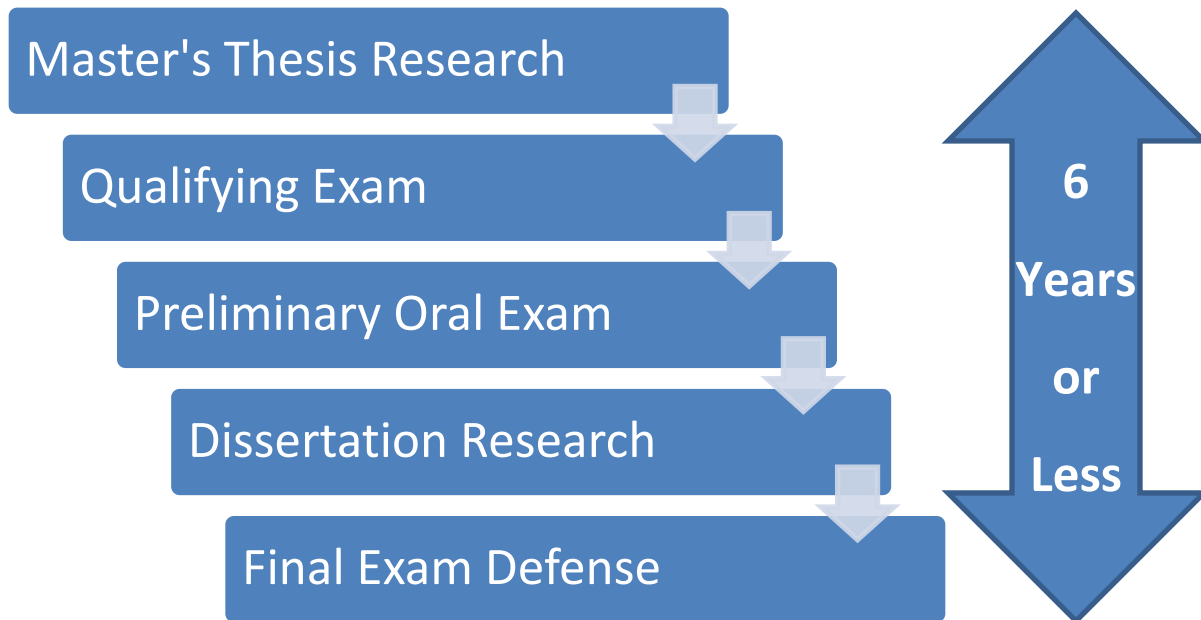 Master's Thesis Research
Qualifying Exam
Preliminary Oral Exam
Dissertation Research
Final Exam Defense
6
Years
or
Less